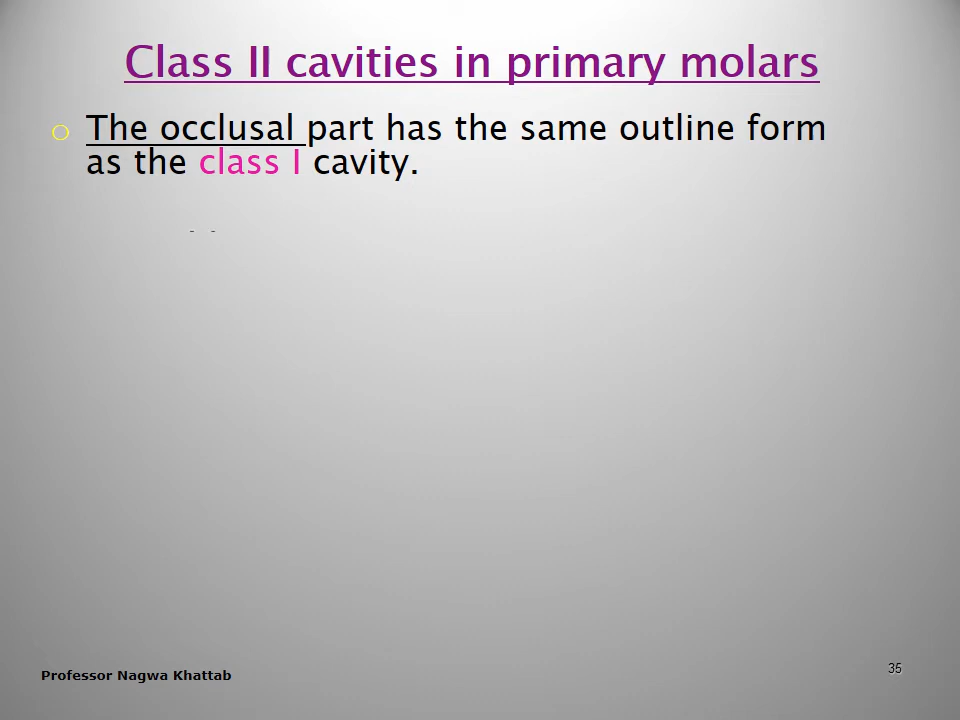 Class II cavities in primary molars
o The occlusal part has the same outline form
as the class I cavity.
- -
Professor Nagwa Khattab
35